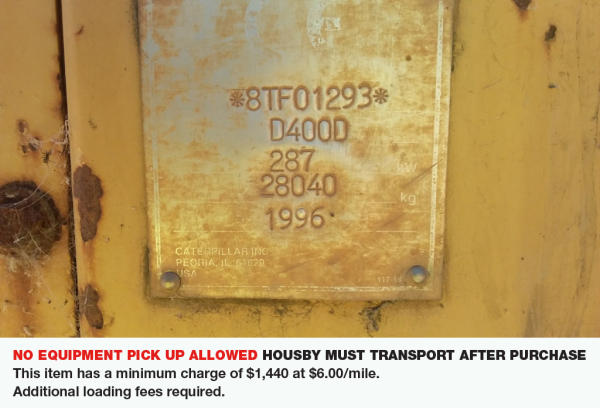 *8TF01293*
D400D
287 kW
28040
kg
1996
CATERPILLAR INC.
PEORIA, IL 61629
USA
NO EQUIPMENT PICK UP ALLOWED HOUSBY MUST TRANSPORT AFTER PURCHASE
This item has a minimum charge of $1,440 at $6.00/mile.
Additional loading fees required.